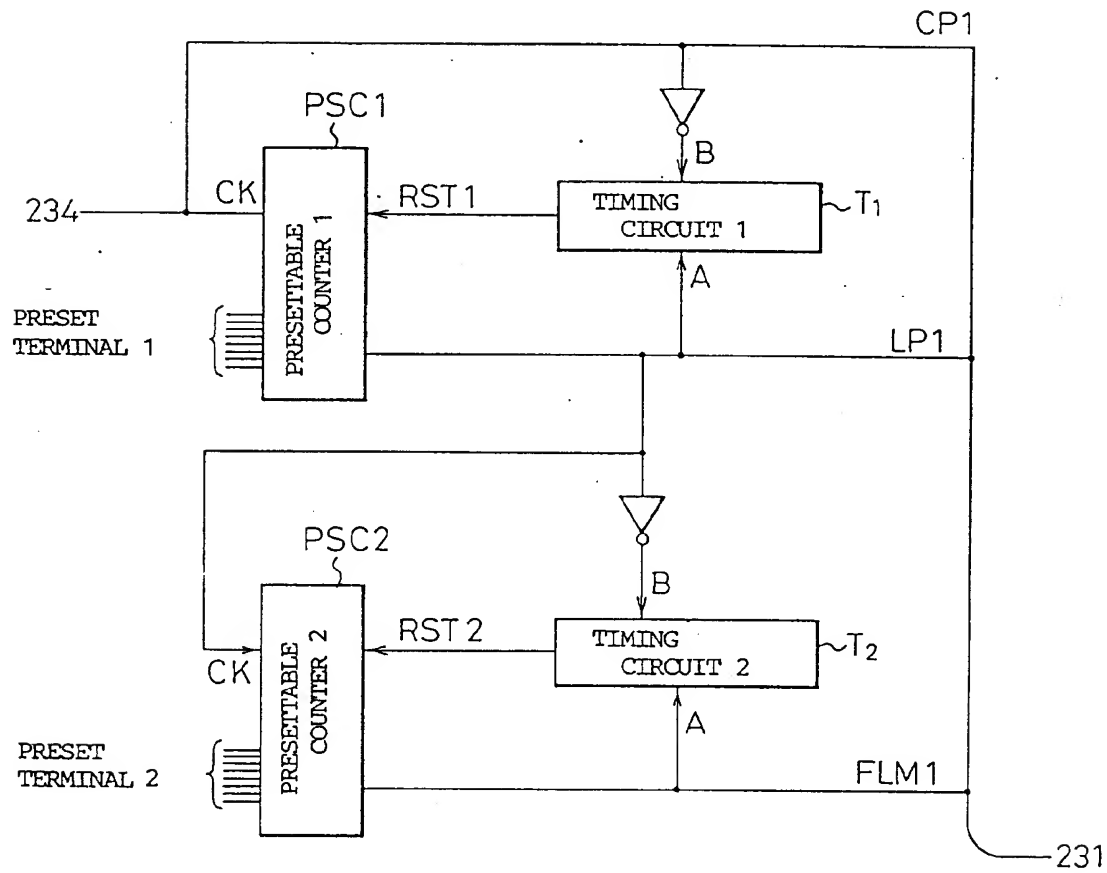 CP1
PSC1
B
CK
RST1
TIMING
CIRCUIT 1
T1
234
PRESETTABLE
COUNTER 1
A
PRESET
TERMINAL 1
LP1
PSC2
B
RST2
TIMING
CIRCUIT 2
T2
CK
PRESETTABLE
COUNTER 2
A
PRESET
TERMINAL 2
FLM1
231